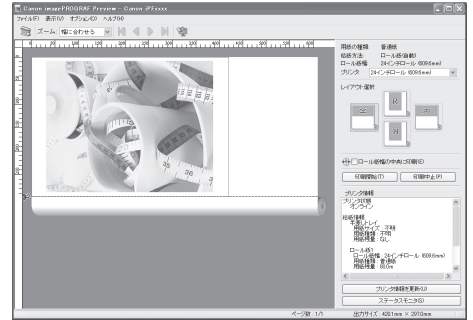 Canon imagePROGRAF Preview - Canon iPFxxxx
ファイル(F) 表示(V) オプション(O) ヘルプ(H)
ズーム 幅に合わせる
用紙の種類 普通紙
給紙方法: ロール紙(自動)
ロール紙幅 24インチロール (609.6mm)
プリンタ 24インチロール (609.6mm)
レイアウト選択
ロール紙幅の中央に印刷(E)
印刷開始(T) 印刷中止(P)
プリンタ情報
プリンタ状態
オンライン
給紙情報
手差しトレイ
用紙サイズ : 不明
用紙種類 : 不明
用紙残量 : なし
ロール紙1
ロール紙幅 : 24インチロール (609.6mm)
用紙種類 : 普通紙
用紙残量 : 80.0m
プリンタ情報を更新(U)
ステータスモニタ(S)
ページ数: 1/1 出力サイズ: 420.1mm × 297.0mm